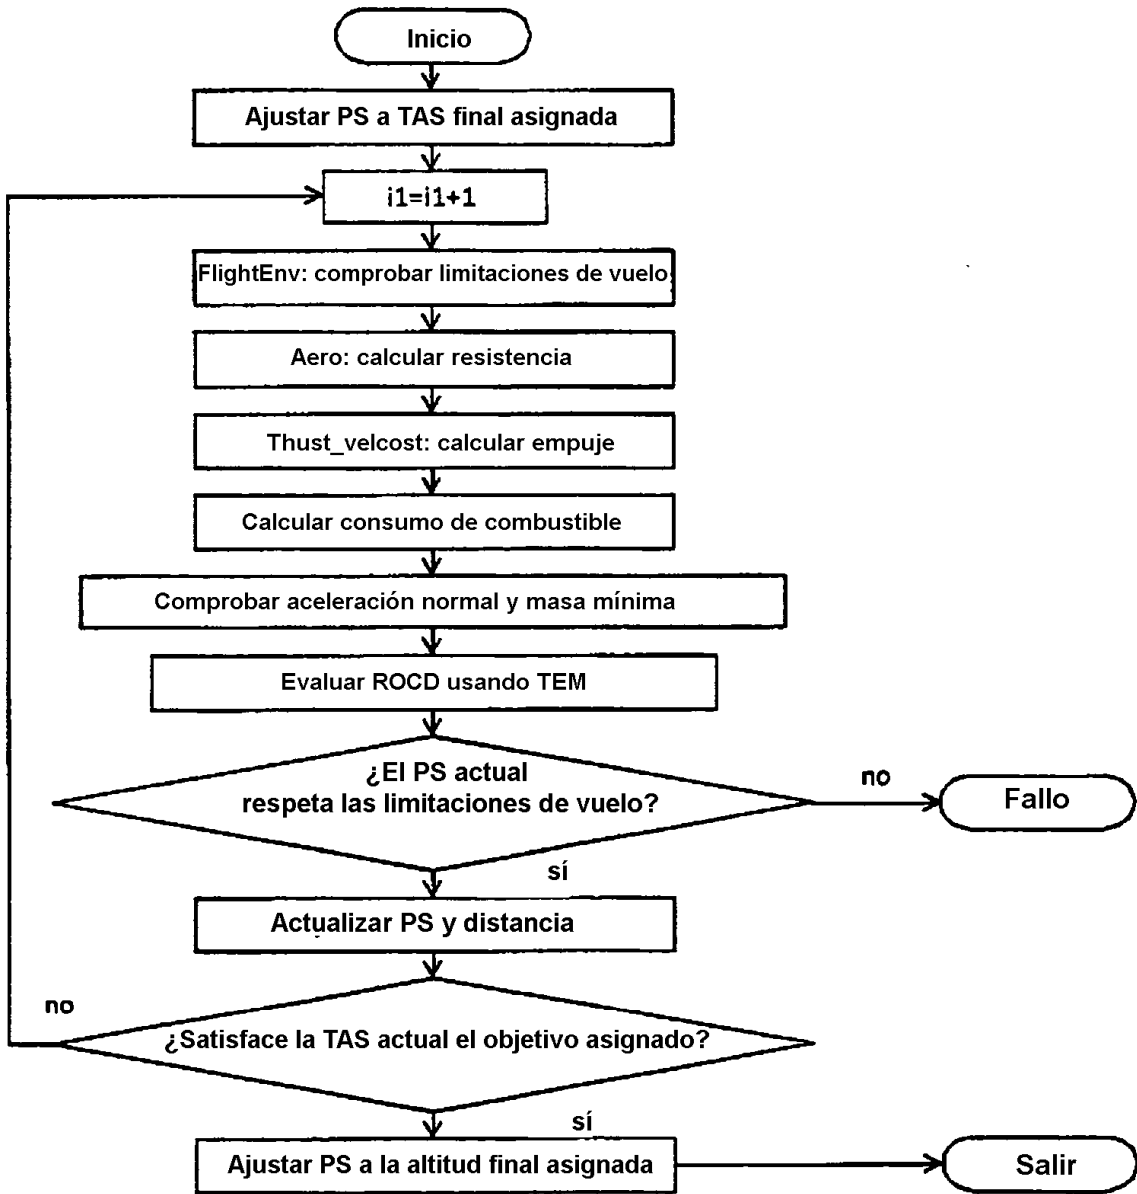 Inicio
Ajustar PS a TAS final asignada
i1=i1+1
FlightEnv: comprobar limitaciones de vuelo
Aero: calcular resistencia
Thust_velcost: calcular empuje
Calcular consumo de combustible
Comprobar aceleración normal y masa mínima
Evaluar ROCD usando TEM
¿El PS actual
respeta las limitaciones de vuelo?
no
Fallo
sí
Actualizar PS y distancia
no
¿Satisface la TAS actual el objetivo asignado?
sí
Ajustar PS a la altitud final asignada
Salir